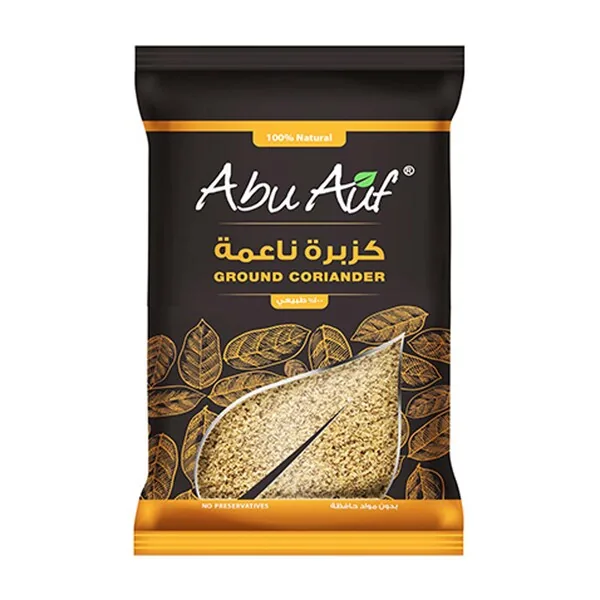 100% Natural
Abu Auf®
كزبرة ناعمة
GROUND CORIANDER
١٠٠٪ طبيعي
NO PRESERVATIVES
بدون مواد حافظة